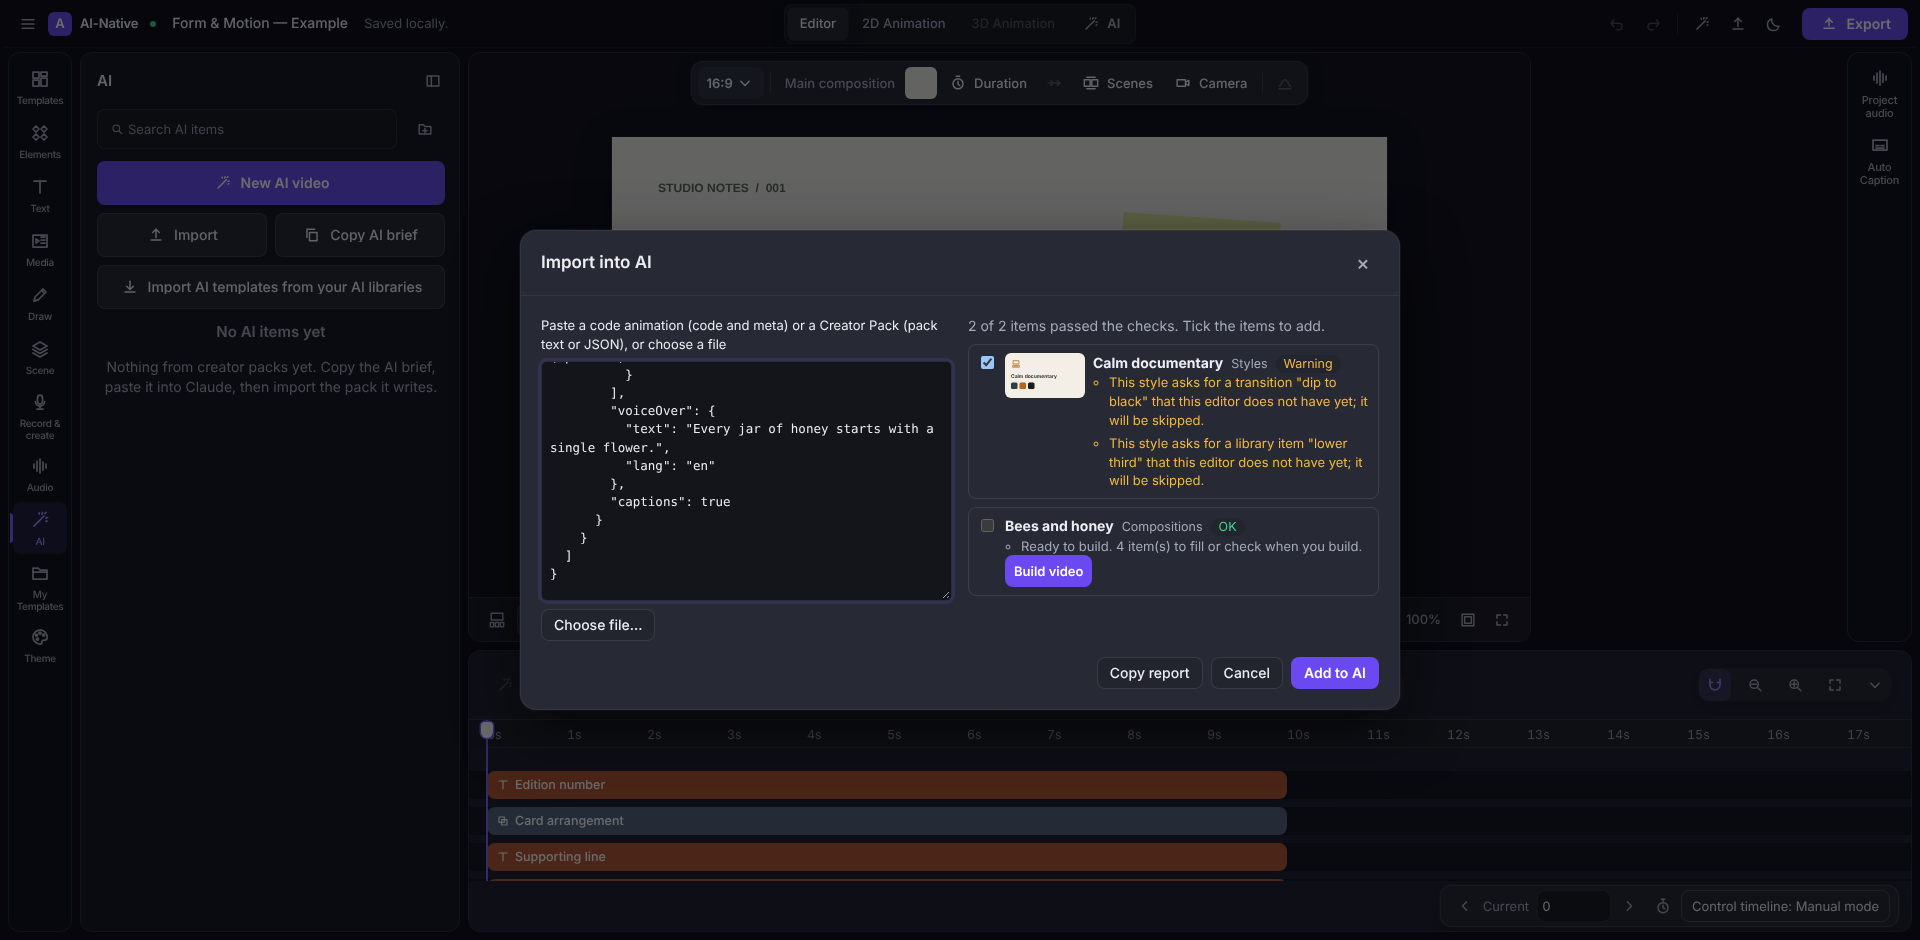 A AI-Native
Form & Motion — Example
Saved locally.
Editor
2D Animation
3D Animation
AI
Export
Templates
Elements
Text
Media
Draw
Scene
Record & create
Audio
AI
My Templates
Theme
AI
Search AI items
New AI video
Import
Copy AI brief
Import AI templates from your AI libraries
No AI items yet
Nothing from creator packs yet. Copy the AI brief,
paste it into Claude, then import the pack it writes.
16:9
Main composition
Duration
Scenes
Camera
STUDIO NOTES / 001
Project audio
Auto Caption
Import into AI
Paste a code animation (code and meta) or a Creator Pack (pack
text or JSON), or choose a file
}
],
"voiceOver": {
"text": "Every jar of honey starts with a
single flower.",
"lang": "en"
},
"captions": true
}
}
]
}
Choose file...
2 of 2 items passed the checks. Tick the items to add.
Calm documentary
Calm documentary Styles Warning
This style asks for a transition "dip to
black" that this editor does not have yet; it
will be skipped.
This style asks for a library item "lower
third" that this editor does not have yet; it
will be skipped.
Bees and honey Compositions OK
Ready to build. 4 item(s) to fill or check when you build.
Build video
Copy report
Cancel
Add to AI
100%
1s 2s 3s 4s 5s 6s 7s 8s 9s 10s 11s 12s 13s 14s 15s 16s 17s
Edition number
Card arrangement
Supporting line
Current 0
Control timeline: Manual mode